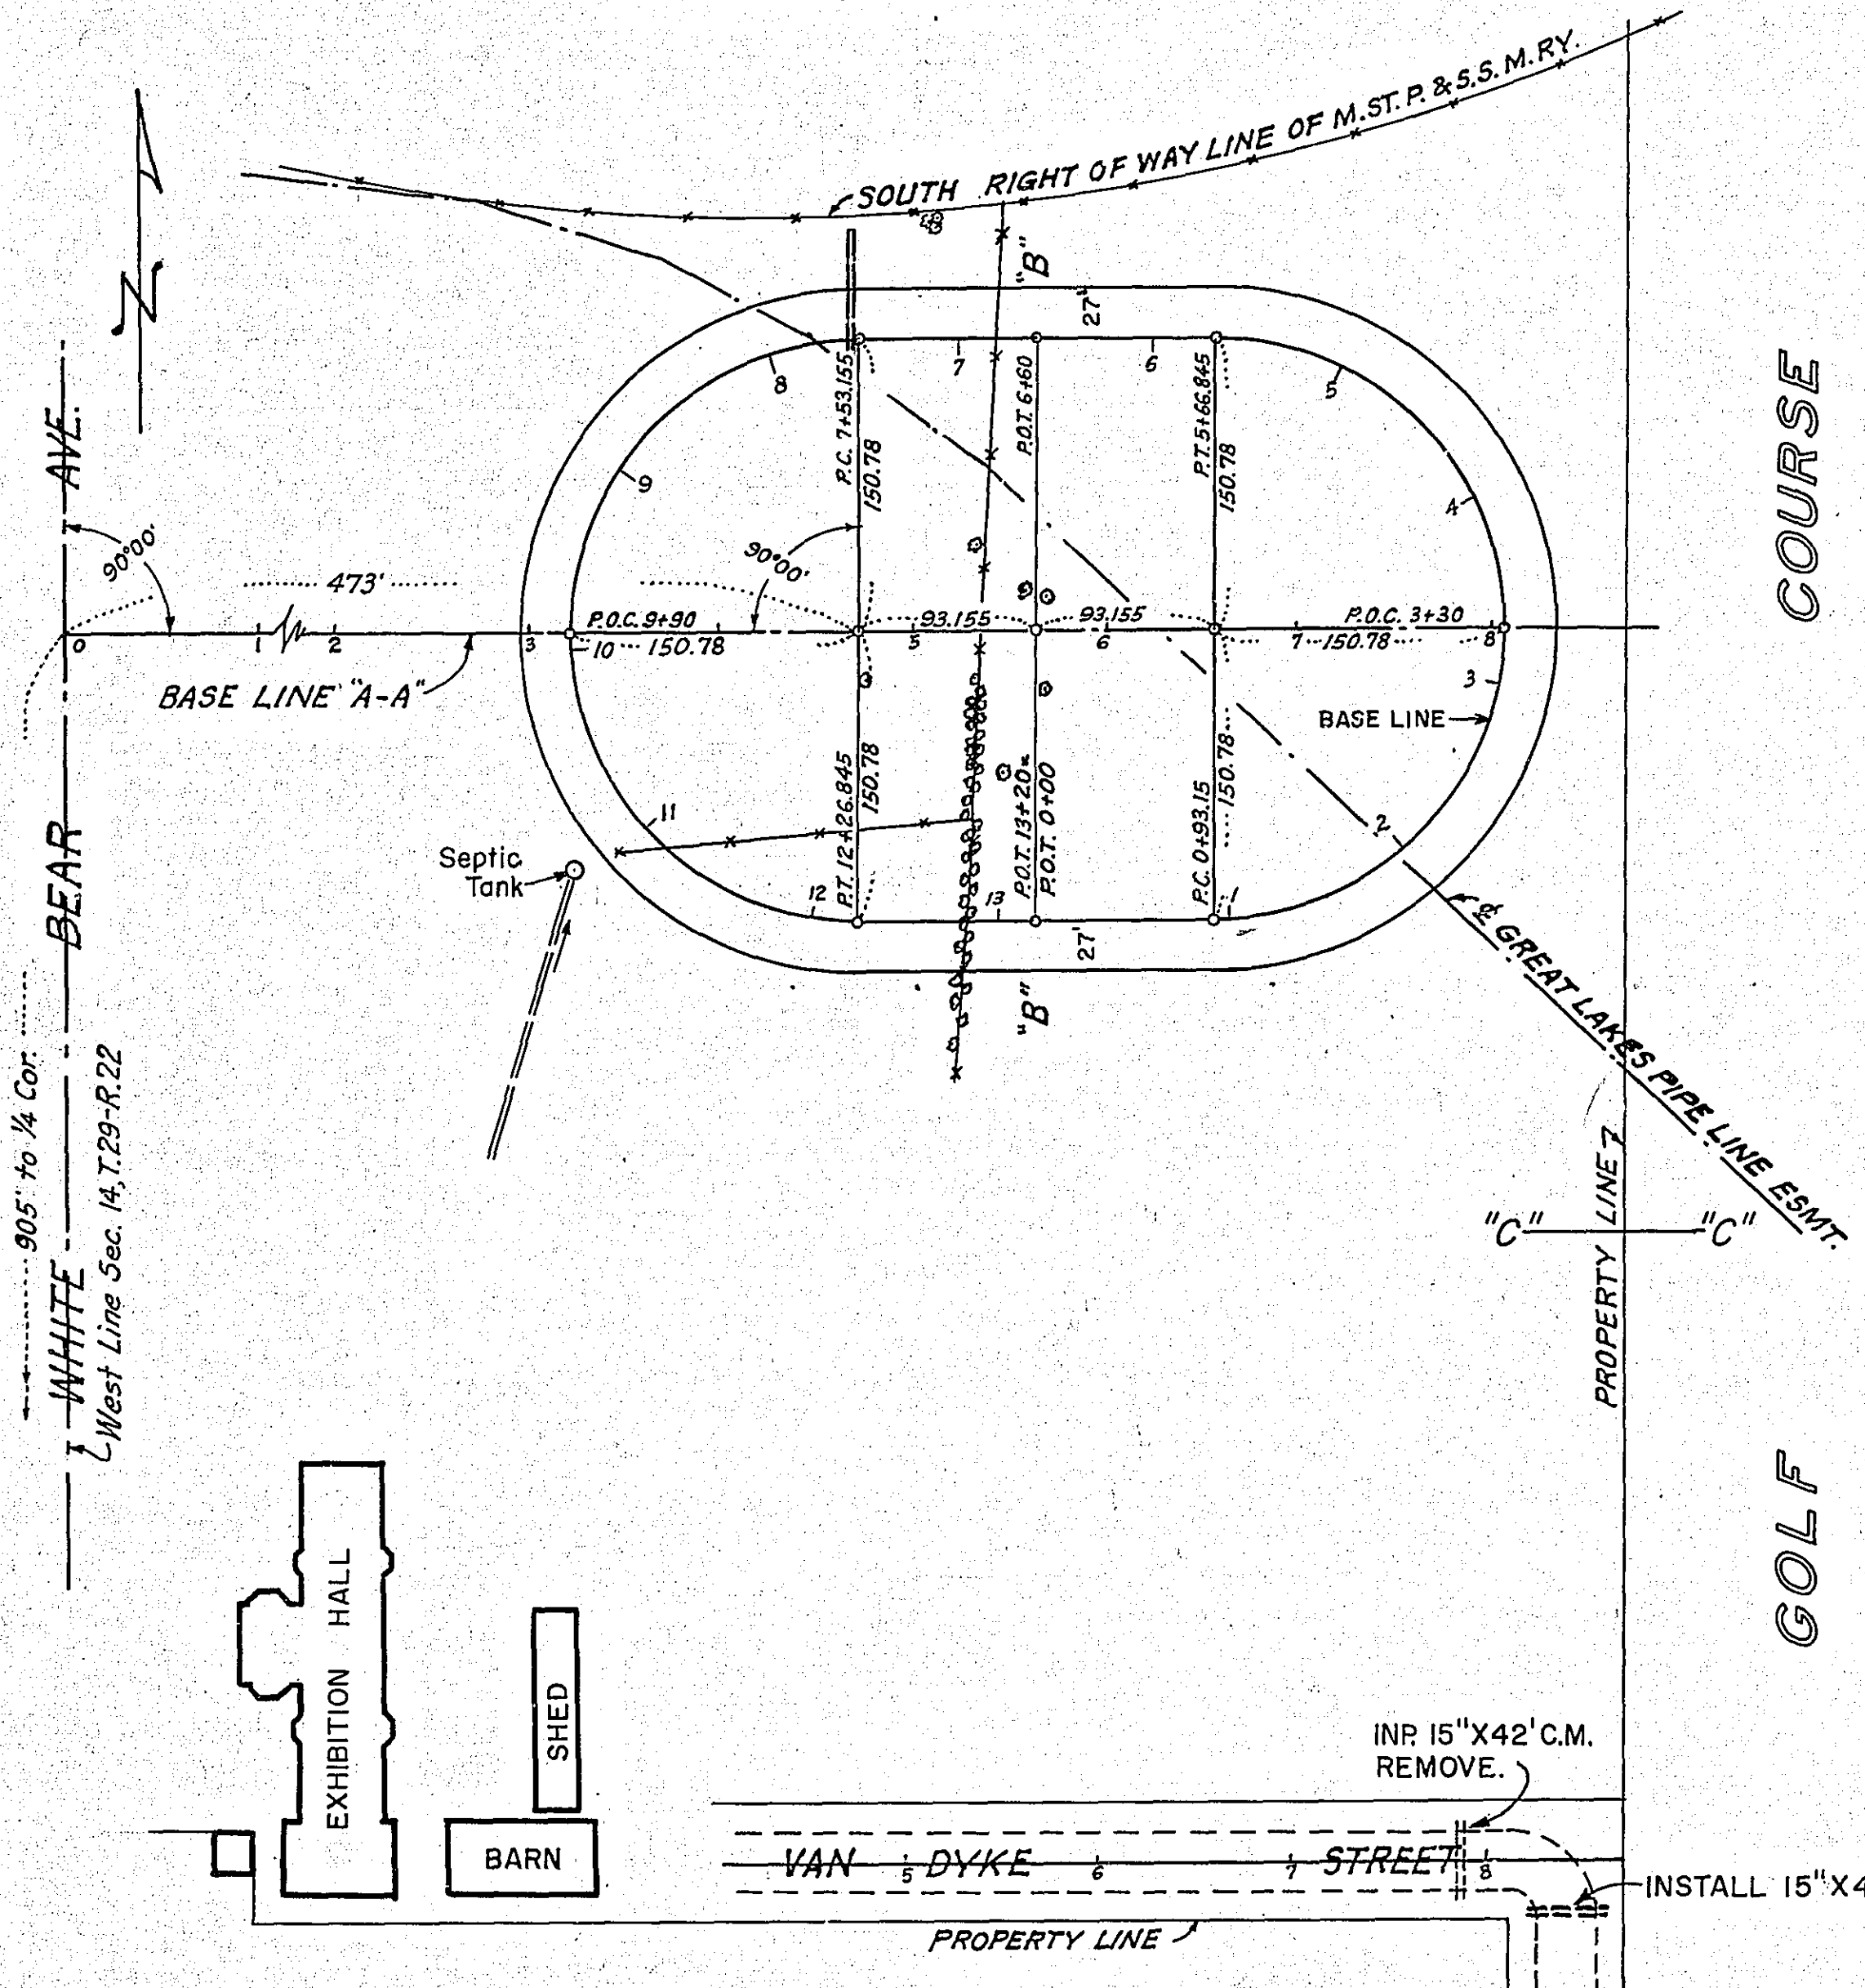 SOUTH RIGHT OF WAY LINE OF M.ST.P. & S.S.M.RY.
N
"B"
27'
7
6
8
5
P.C. 7+53.155
150.78
P.O.T. 6+60
P.T. 5+66.845
150.78
COURSE
AVE.
9
4
90°00'
90°00'
473'
P.O.C. 9+90
93.155
93.155
P.O.C. 3+30
0
1
2
3
10
150.78
5
6
7
150.78
8
BASE LINE "A-A"
3
BASE LINE
P.T. 12+26.845
150.78
P.O.T. 13+20=
P.O.T. 0+00
P.C. 0+93.15
150.78
11
2
Septic
Tank
12
13
1
27'
"B"
BEAR
℄ GREAT LAKES PIPE LINE ESMT.
905' to 1/4 Cor.
WHITE
West Line Sec. 14, T.29-R.22
PROPERTY LINE
"C"
"C"
GOLF
EXHIBITION HALL
SHED
BARN
INP. 15"X42' C.M.
REMOVE.
VAN DYKE STREET
5
6
7
8
INSTALL 15"X4
PROPERTY LINE